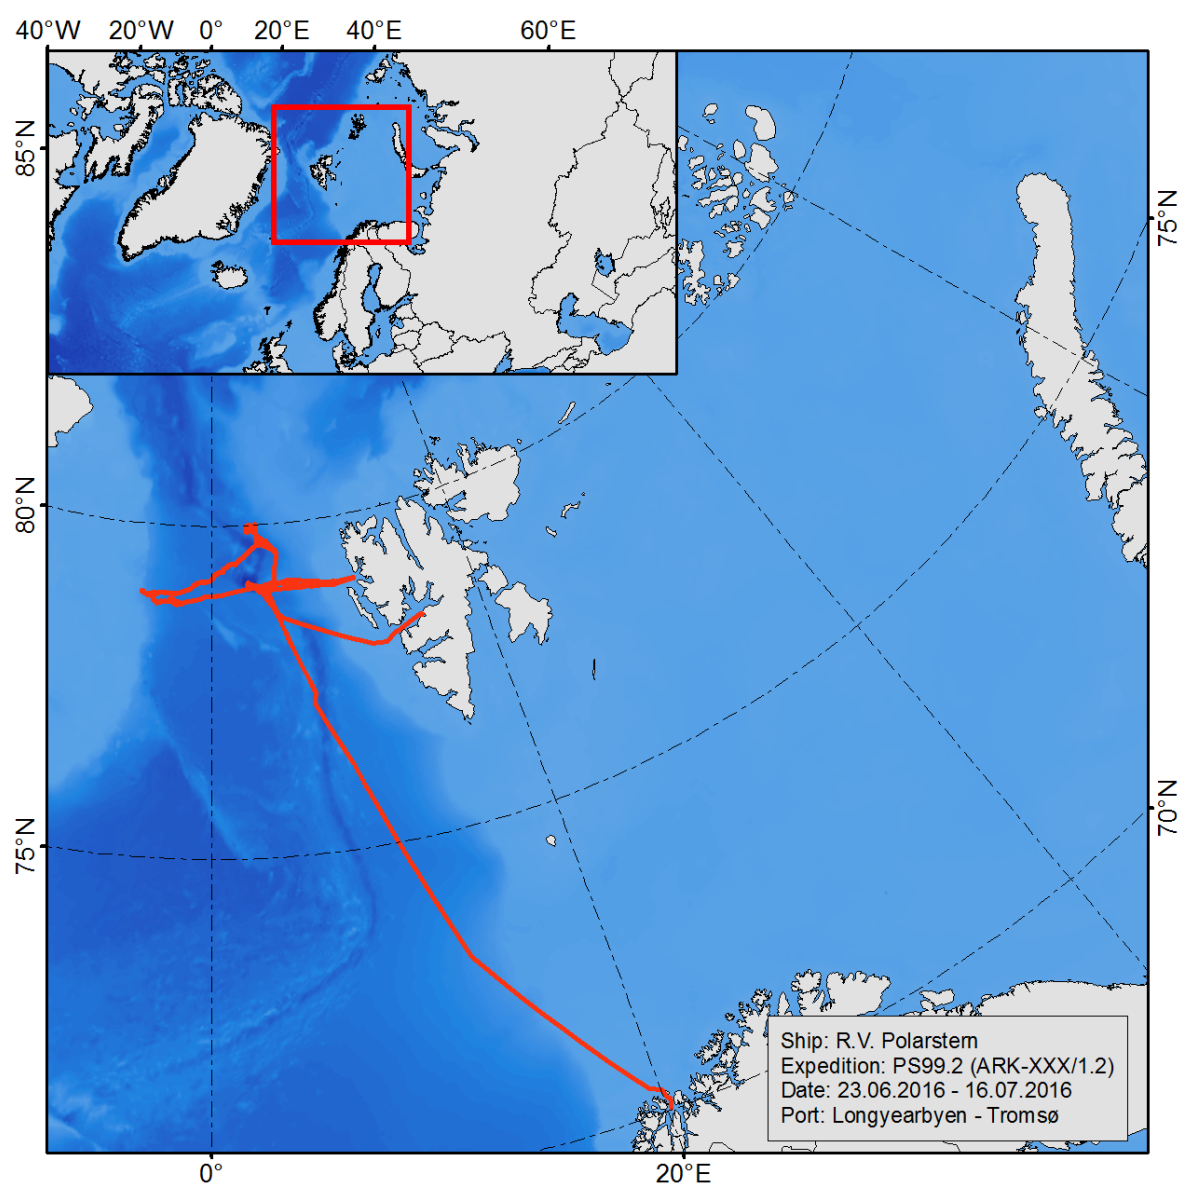 40°W 20°W 0° 20°E 40°E 60°E
85°N
75°N
80°N
70°N
75°N
Ship: R.V. Polarstern
Expedition: PS99.2 (ARK-XXX/1.2)
Date: 23.06.2016 - 16.07.2016
Port: Longyearbyen - Tromsø
0° 20°E